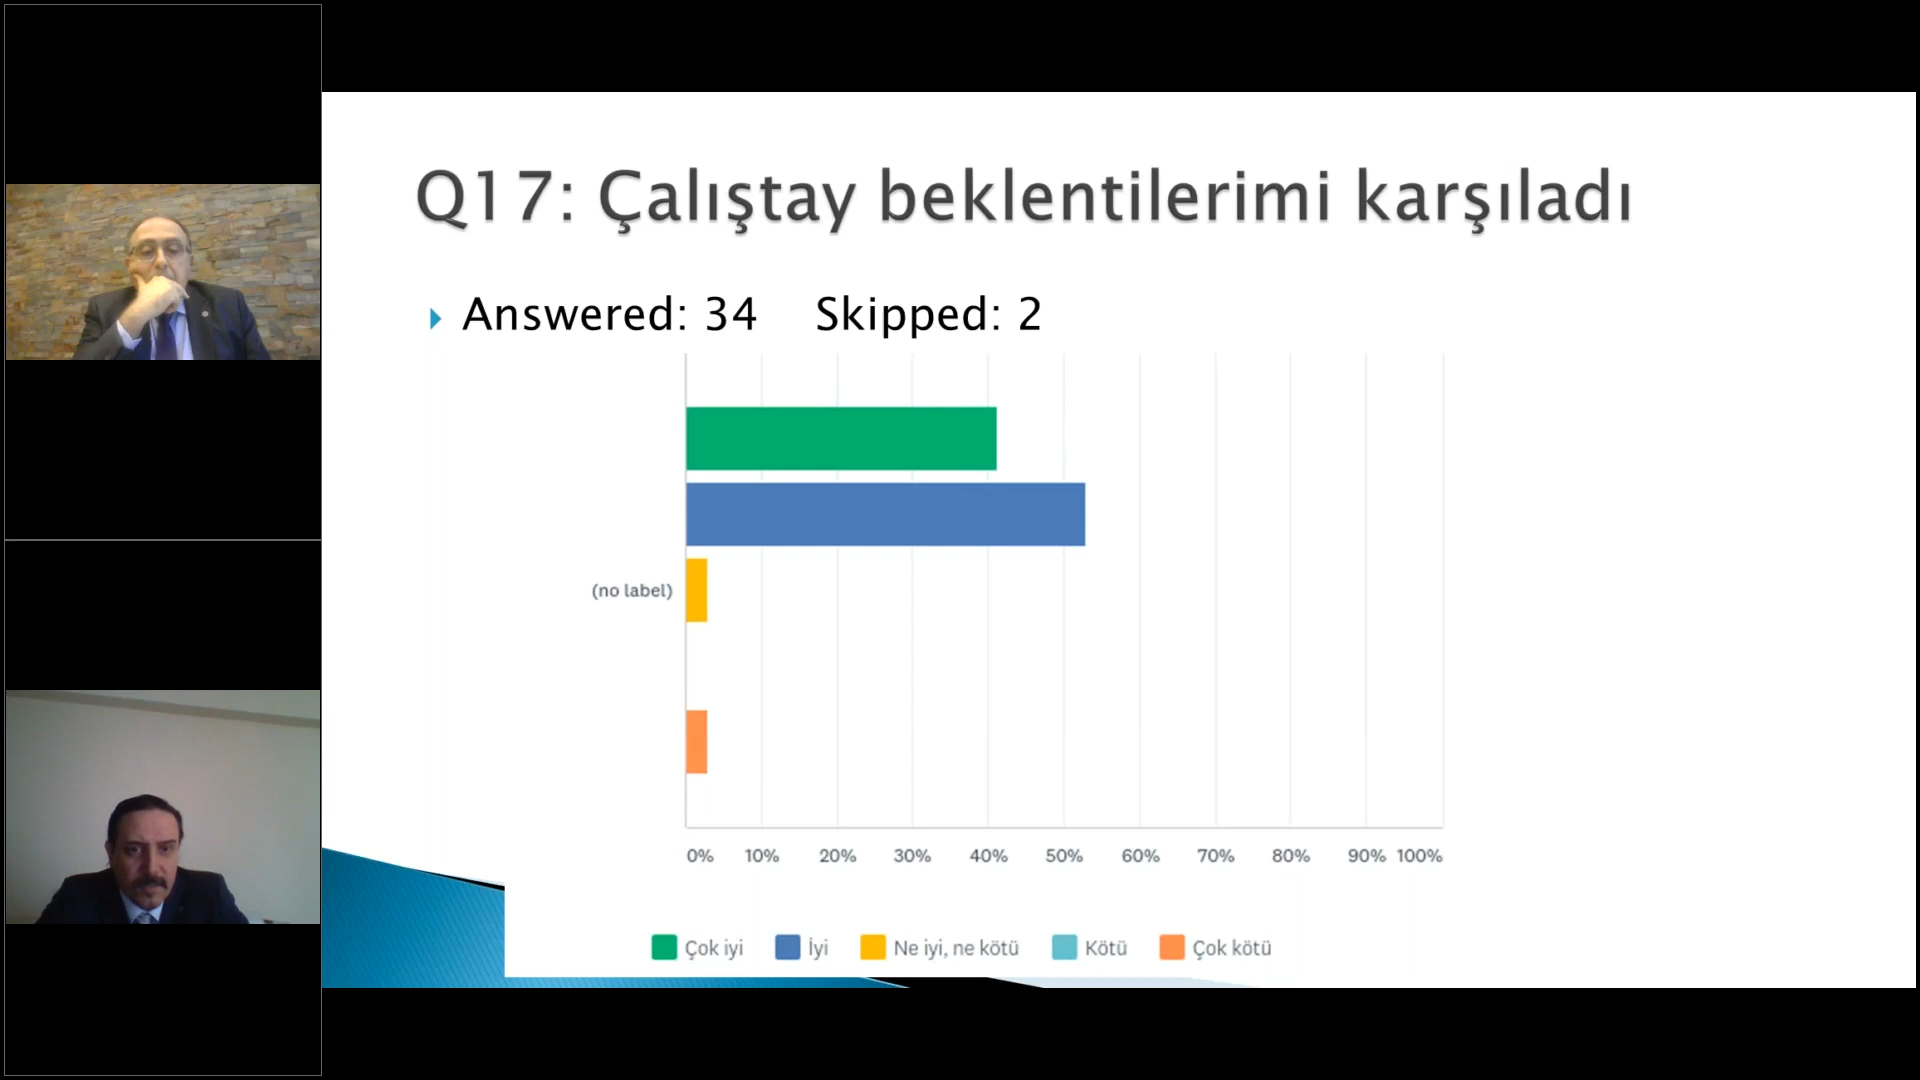 Q17: Çalıştay beklentilerimi karşıladı
Answered: 34 Skipped: 2
(no label)
0% 10% 20% 30% 40% 50% 60% 70% 80% 90% 100%
Çok iyi İyi Ne iyi, ne kötü Kötü Çok kötü